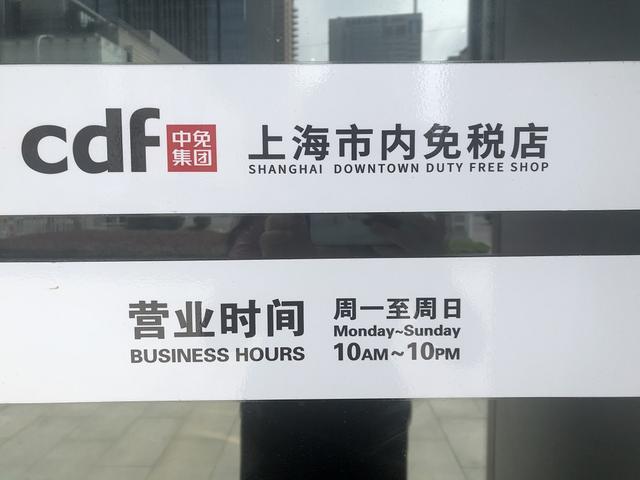 cdf 中免集团 上海市内免税店
SHANGHAI DOWNTOWN DUTY FREE SHOP
营业时间 周一至周日
Monday~Sunday
BUSINESS HOURS 10AM~10PM